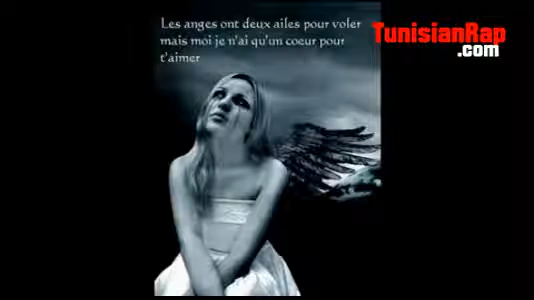 Les anges ont deux ailes pour voler
mais moi je n'ai qu'un coeur pour
t'aimer
TunisianRap
.com